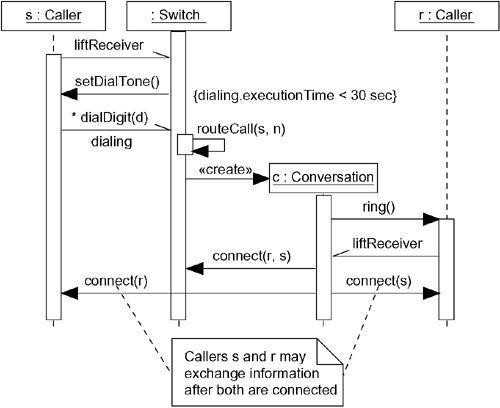 s : Caller
: Switch
r : Caller
liftReceiver
setDialTone()
{dialing.executionTime < 30 sec}
* dialDigit(d)
dialing
routeCall(s, n)
«create»
c : Conversation
ring()
liftReceiver
connect(r, s)
connect(r)
connect(s)
Callers s and r may
exchange information
after both are connected